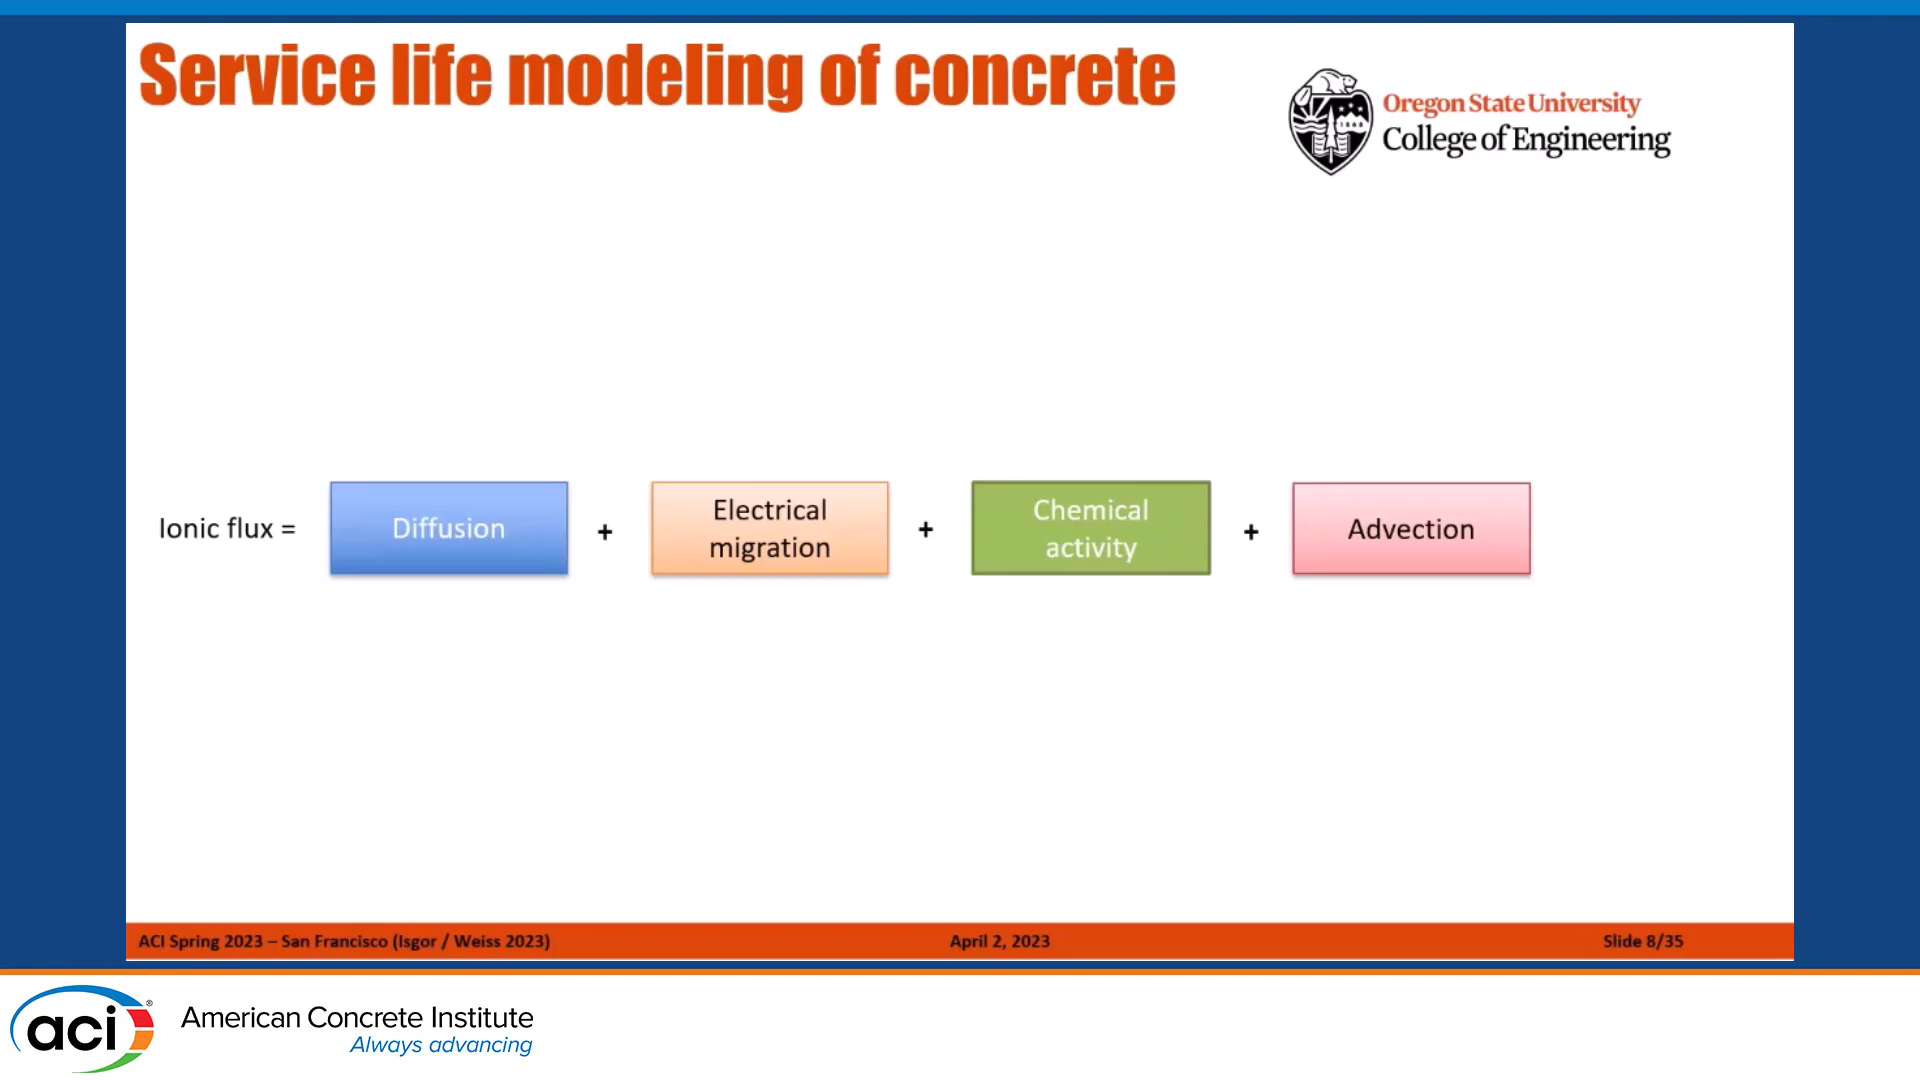 Service life modeling of concrete
Oregon State University
College of Engineering
Ionic flux = Diffusion + Electrical migration + Chemical activity + Advection
ACI Spring 2023 – San Francisco (Isgor / Weiss 2023) April 2, 2023 Slide 8/35
aci® American Concrete Institute
Always advancing